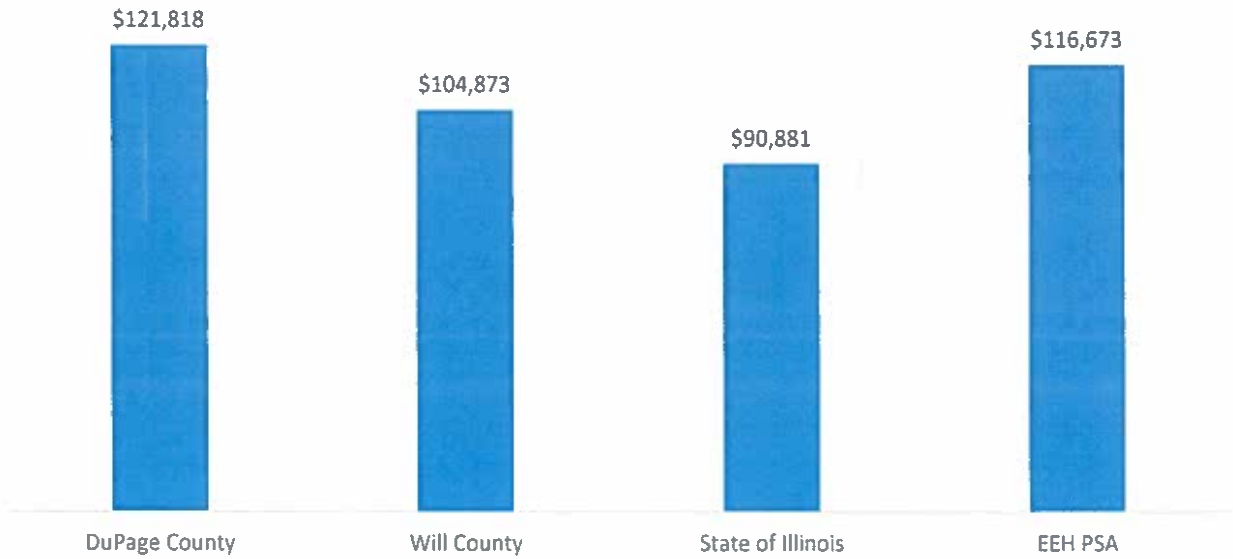 $121,818
$116,673
$104,873
$90,881
DuPage County
Will County
State of Illinois
EEH PSA